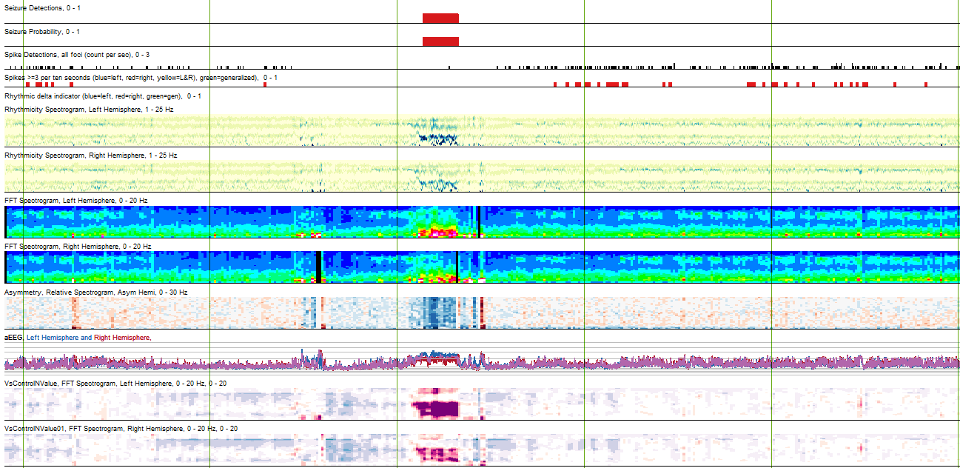 Seizure Detections, 0 - 1
Seizure Probability, 0 - 1
Spike Detections, all foci (count per sec), 0 - 3
Spikes >=3 per ten seconds (blue=left, red=right, yellow=L&R), green=generalized), 0 - 1
Rhythmic delta indicator (blue=left, red=right, green=gen), 0 - 1
Rhythmicity Spectrogram, Left Hemisphere, 1 - 25 Hz
Rhythmicity Spectrogram, Right Hemisphere, 1 - 25 Hz
FFT Spectrogram, Left Hemisphere, 0 - 20 Hz
FFT Spectrogram, Right Hemisphere, 0 - 20 Hz
Asymmetry, Relative Spectrogram, Asym Hemi, 0 - 30 Hz
aEEG, Left Hemisphere and Right Hemisphere,
VsControlNValue, FFT Spectrogram, Left Hemisphere, 0 - 20 Hz, 0 - 20
VsControlNValue01, FFT Spectrogram, Right Hemisphere, 0 - 20 Hz, 0 - 20